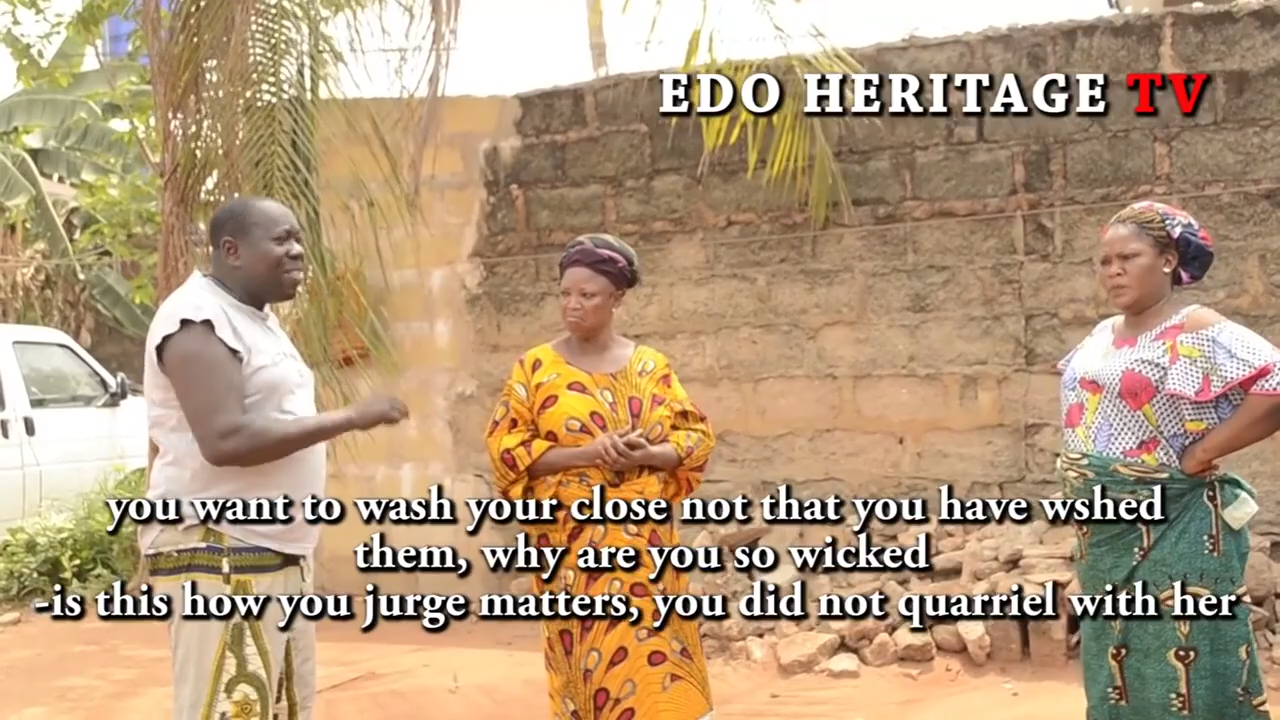 EDO HERITAGE TV
you want to wash your close not that you have wshed
them, why are you so wicked
-is this how you jurge matters, you did not quarriel with her